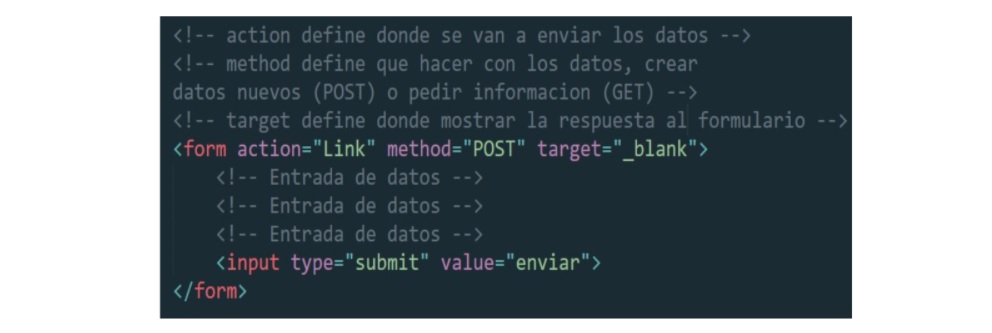 <!-- action define donde se van a enviar los datos -->
<!-- method define que hacer con los datos, crear
datos nuevos (POST) o pedir informacion (GET) -->
<!-- target define donde mostrar la respuesta al formulario -->
<form action="Link" method="POST" target="_blank">
    <!-- Entrada de datos -->
    <!-- Entrada de datos -->
    <!-- Entrada de datos -->
    <input type="submit" value="enviar">
</form>